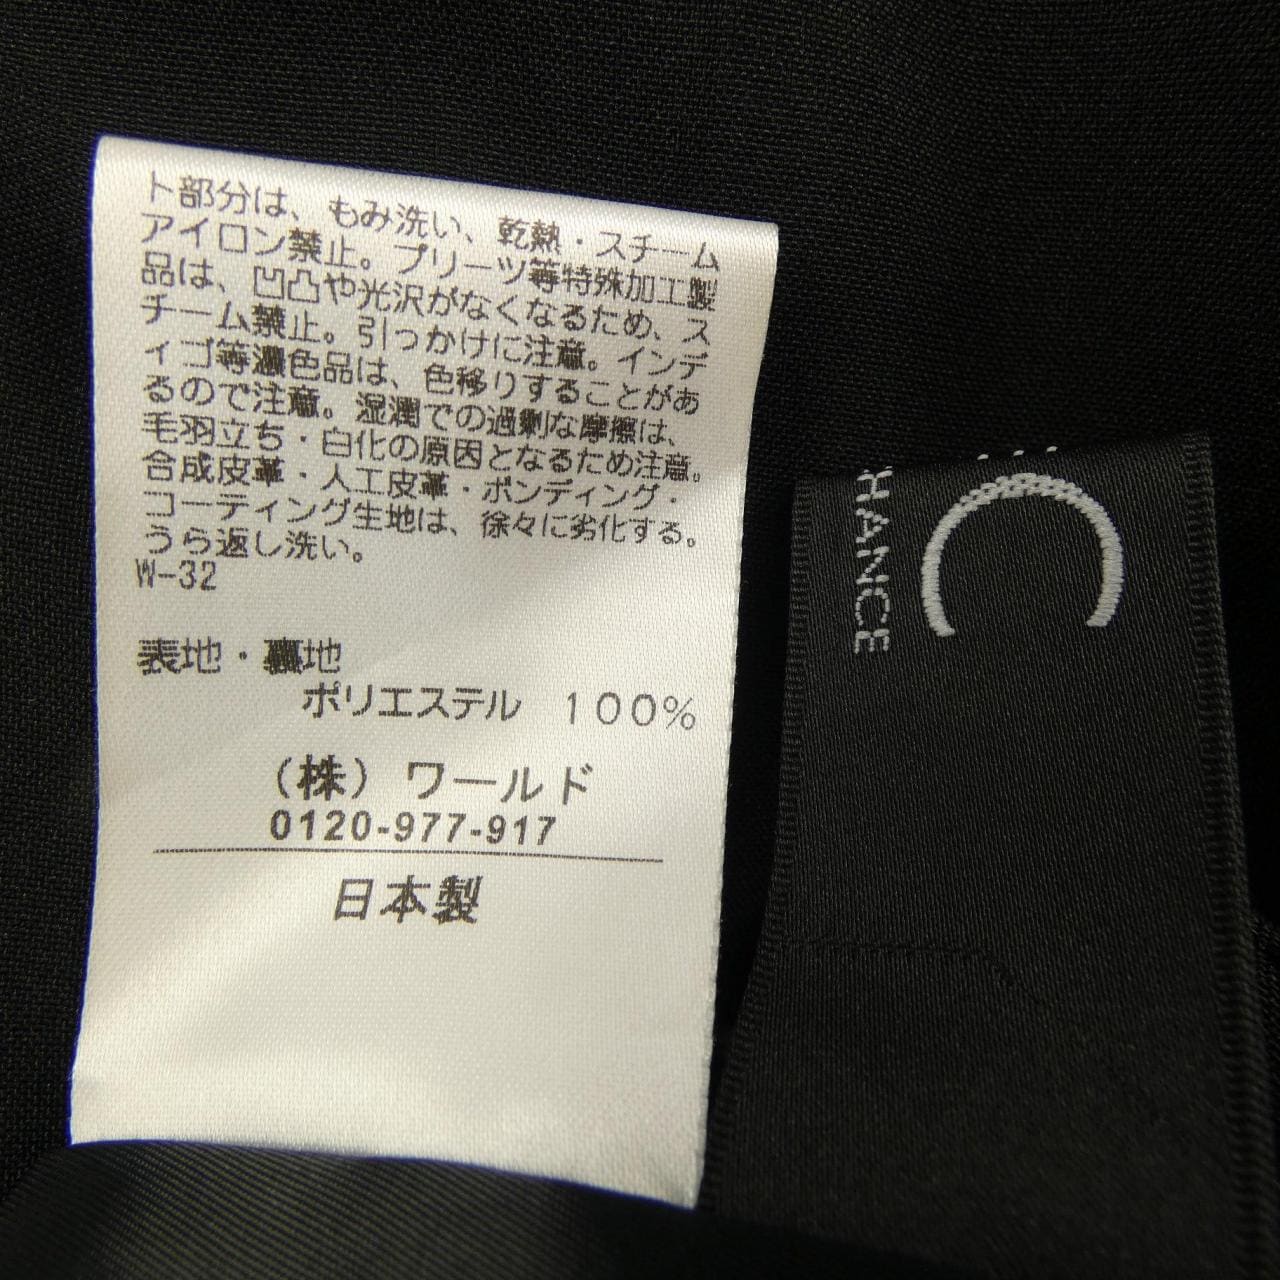 ト部分は、もみ洗い、乾熱・スチーム
アイロン禁止。プリーツ等特殊加工製
品は、凹凸や光沢がなくなるため、ス
チーム禁止。引っかけに注意。インデ
ィゴ等濃色品は、色移りすることがあ
るので注意。湿潤での過剰な摩擦は、
毛羽立ち・白化の原因となるため注意。
合成皮革・人工皮革・ボンディング・
コーティング生地は、徐々に劣化する。
うら返し洗い。
W-32
表地・裏地
ポリエステル 100%
(株) ワールド
0120-977-917
日本製
C
HANCE